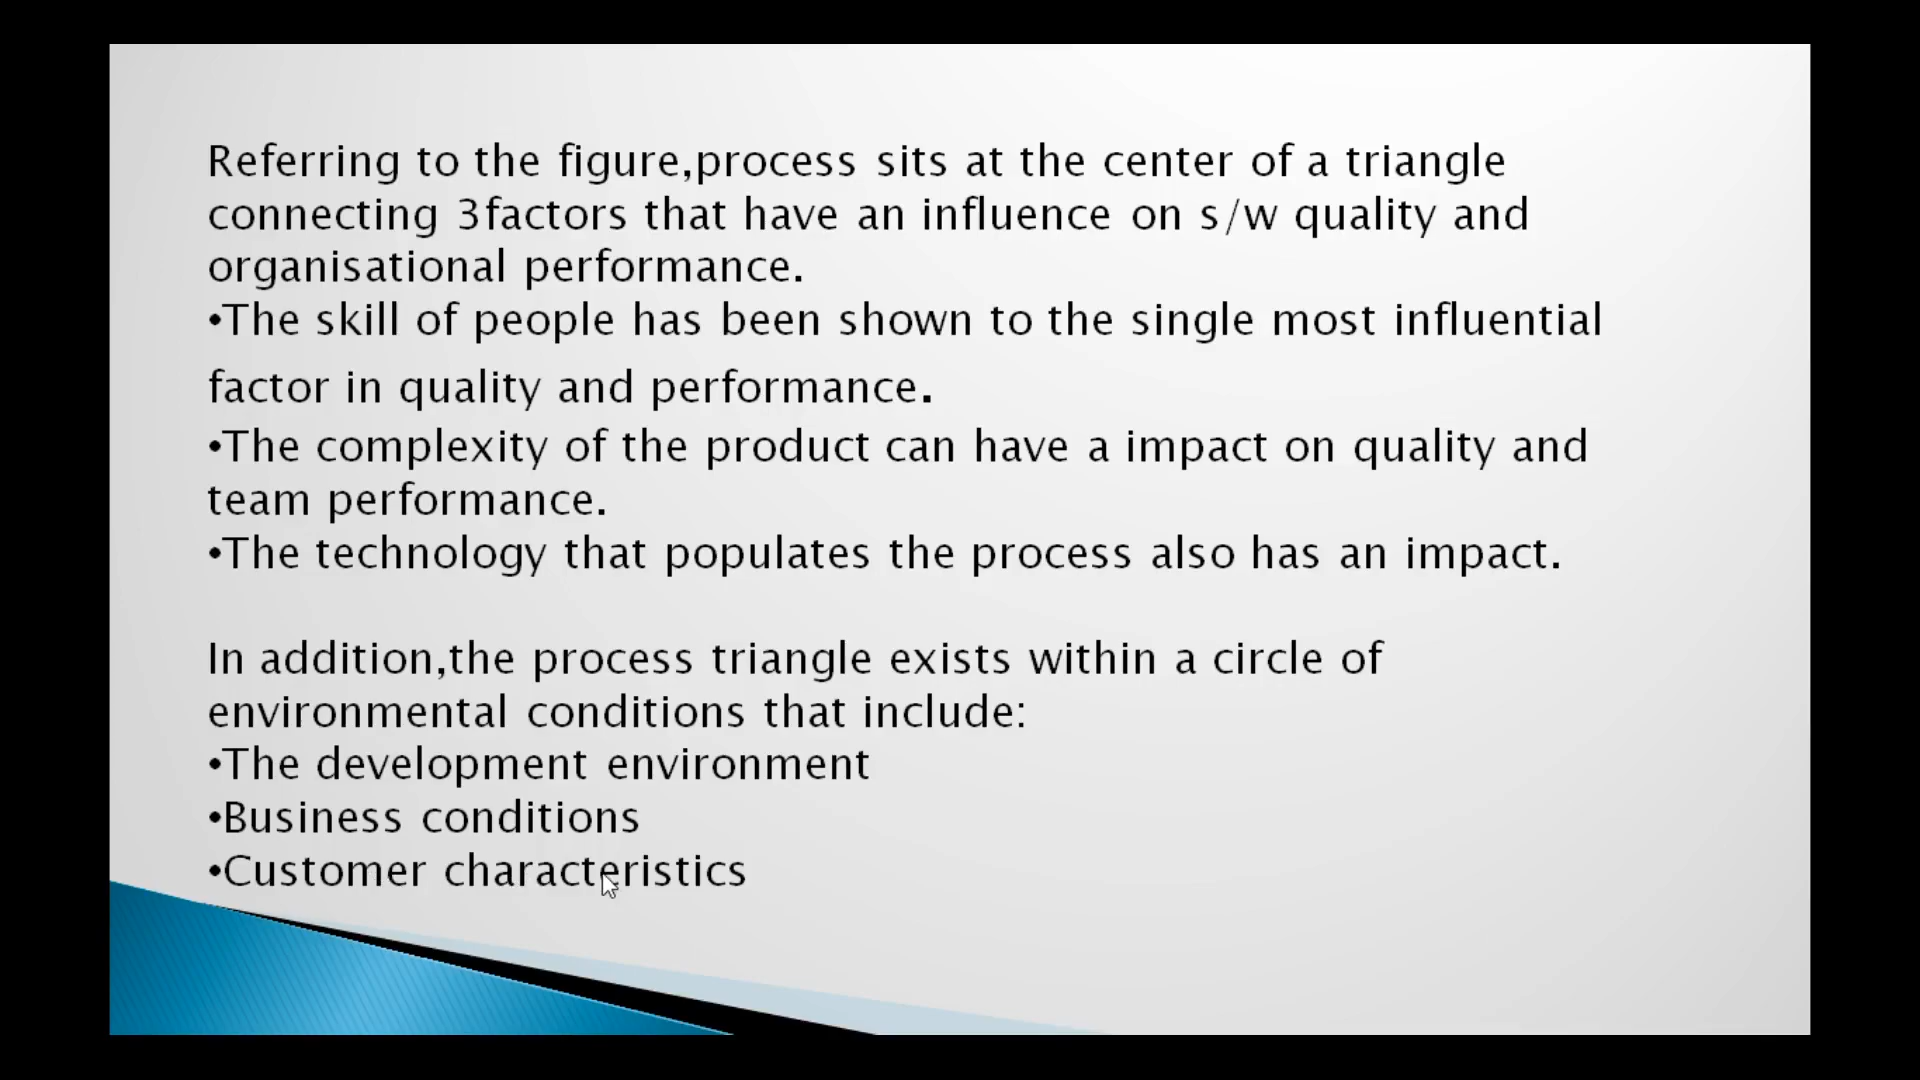 Referring to the figure,process sits at the center of a triangle
connecting 3factors that have an influence on s/w quality and
organisational performance.
•The skill of people has been shown to the single most influential
factor in quality and performance.
•The complexity of the product can have a impact on quality and
team performance.
•The technology that populates the process also has an impact.
In addition,the process triangle exists within a circle of
environmental conditions that include:
•The development environment
•Business conditions
•Customer characteristics